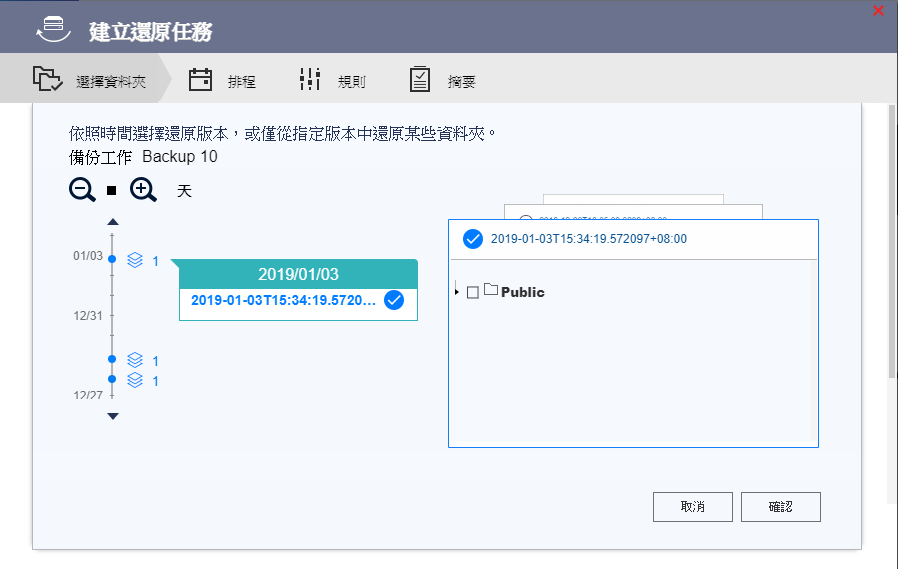 建立還原任務
選擇資料夾
排程
規則
摘要
依照時間選擇還原版本，或僅從指定版本中還原某些資料夾。
備份工作 Backup 10
天
01/03
1
2019/01/03
2019-01-03T15:34:19.5720...
12/31
1
1
12/27
2019-01-03T15:34:19.572097+08:00
Public
取消
確認